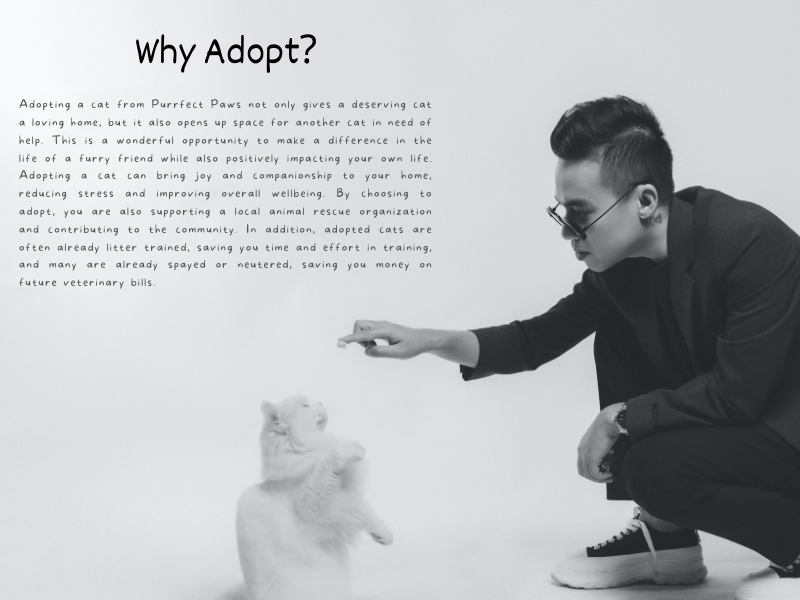 Why Adopt?
Adopting a cat from Purrfect Paws not only gives a deserving cat
a loving home, but it also opens up space for another cat in need of
help. This is a wonderful opportunity to make a difference in the
life of a furry friend while also positively impacting your own life.
Adopting a cat can bring joy and companionship to your home,
reducing stress and improving overall wellbeing. By choosing to
adopt, you are also supporting a local animal rescue organization
and contributing to the community. In addition, adopted cats are
often already litter trained, saving you time and effort in training,
and many are already spayed or neutered, saving you money on
future veterinary bills.